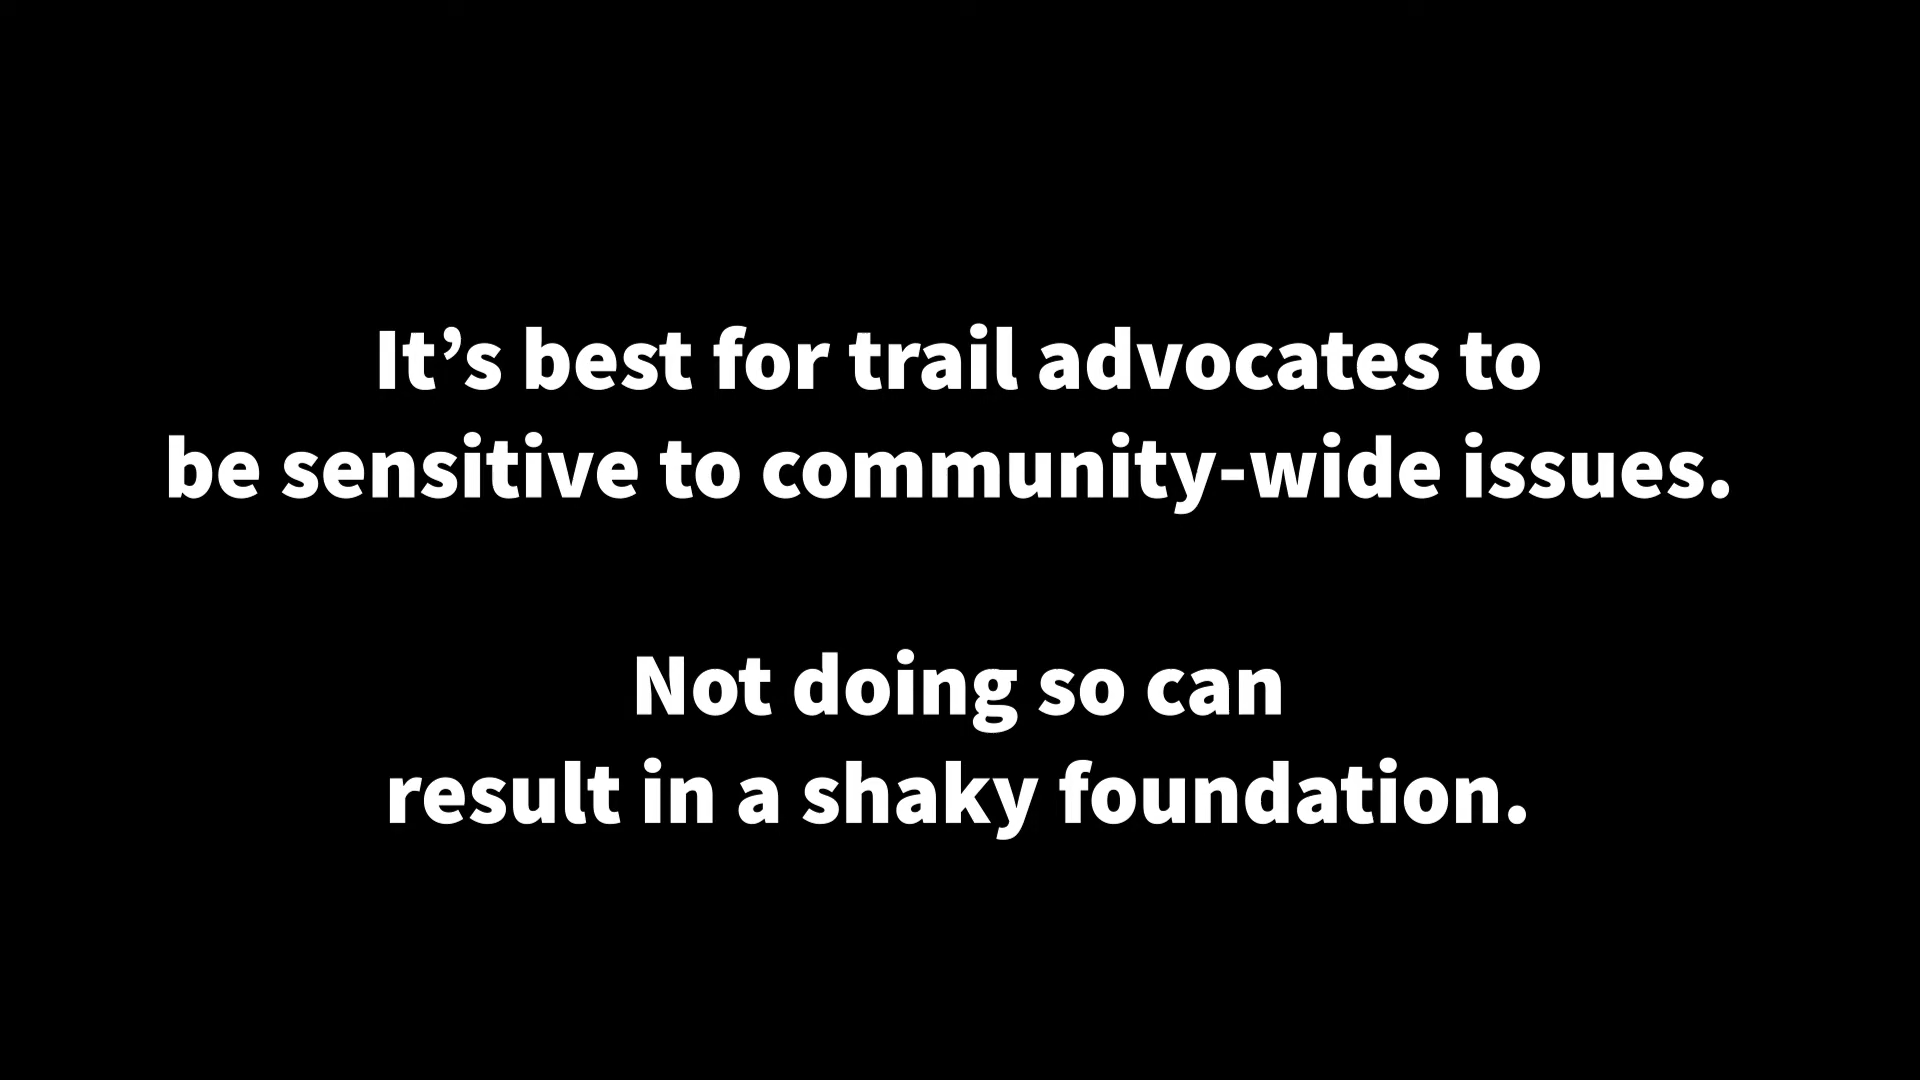 It’s best for trail advocates to
be sensitive to community-wide issues.
Not doing so can
result in a shaky foundation.